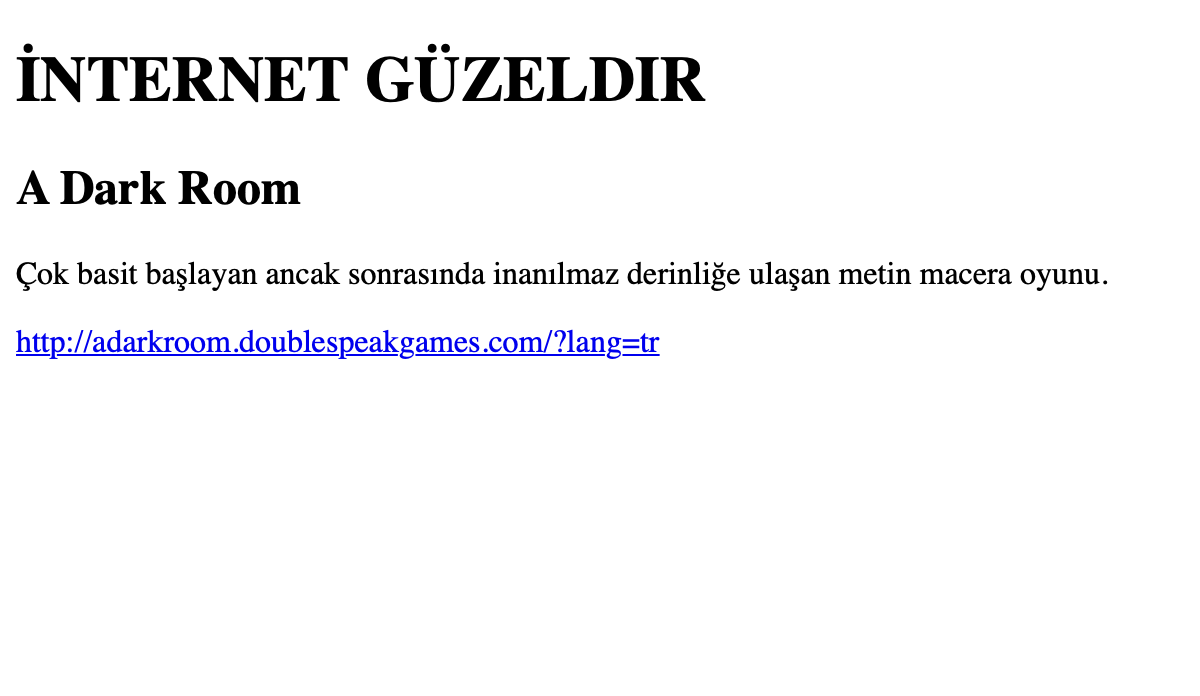 İNTERNET GÜZELDIR
A Dark Room
Çok basit başlayan ancak sonrasında inanılmaz derinliğe ulaşan metin macera oyunu.
http://adarkroom.doublespeakgames.com/?lang=tr